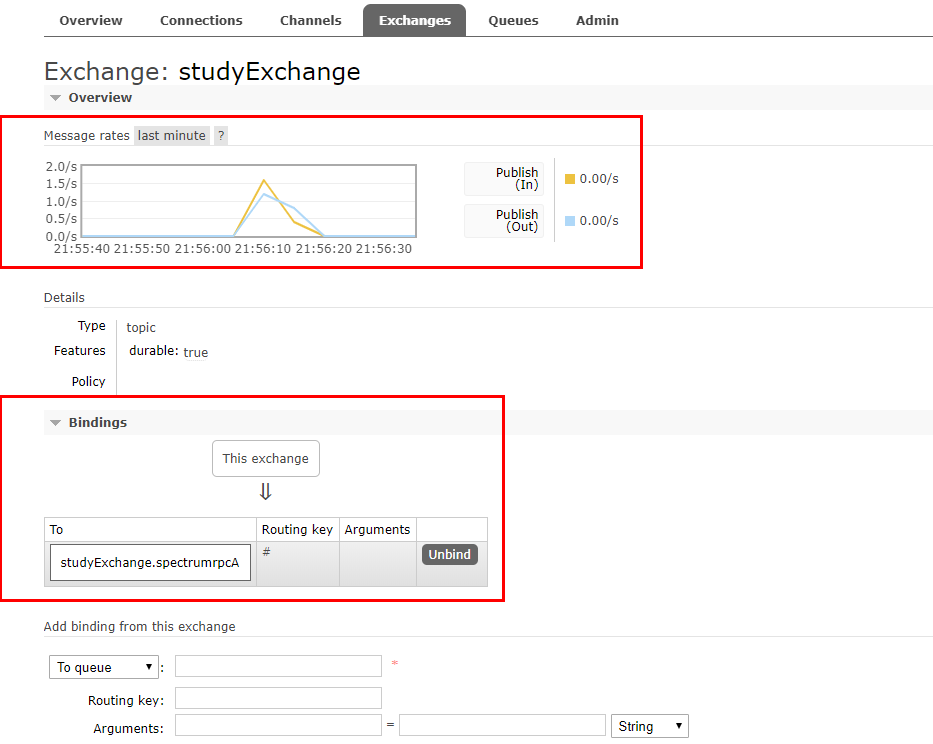 Overview Connections Channels Exchanges Queues Admin
Exchange: studyExchange
Overview
Message rates last minute ?
2.0/s
1.5/s
1.0/s
0.5/s
0.0/s
21:55:40 21:55:50 21:56:00 21:56:10 21:56:20 21:56:30
Publish
(In)
0.00/s
Publish
(Out)
0.00/s
Details
Type topic
Features durable: true
Policy
Bindings
This exchange
⇓
To Routing key Arguments
studyExchange.spectrumrpcA # Unbind
Add binding from this exchange
To queue ▼ : *
Routing key:
Arguments: = String ▼